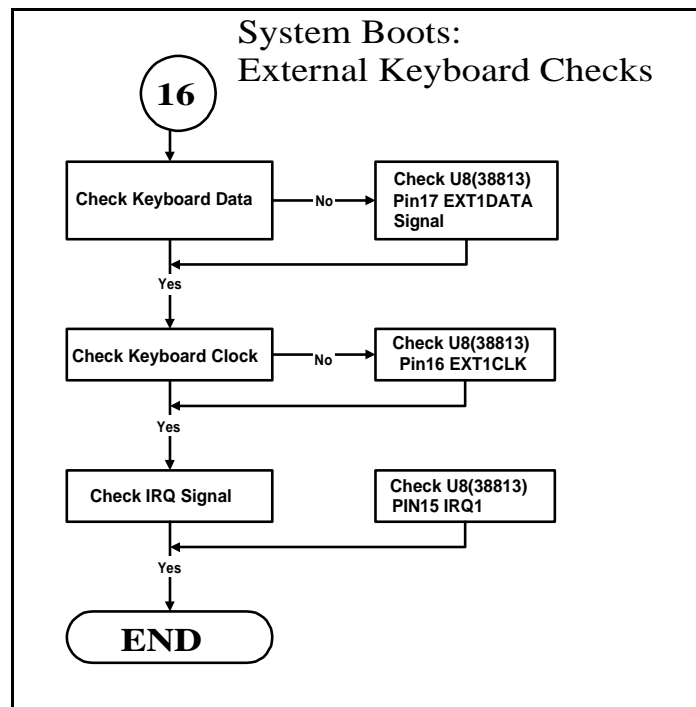 System Boots:
External Keyboard Checks
16
Check Keyboard Data
No
Check U8(38813)
Pin17 EXT1DATA
Signal
Yes
Check Keyboard Clock
No
Check U8(38813)
Pin16 EXT1CLK
Yes
Check IRQ Signal
Check U8(38813)
PIN15 IRQ1
Yes
END